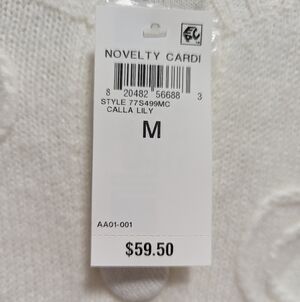 NOVELTY CARDI
8 20482 56688 3
STYLE 77S499MC
CALLA LILY
M
AA01-001
$59.50